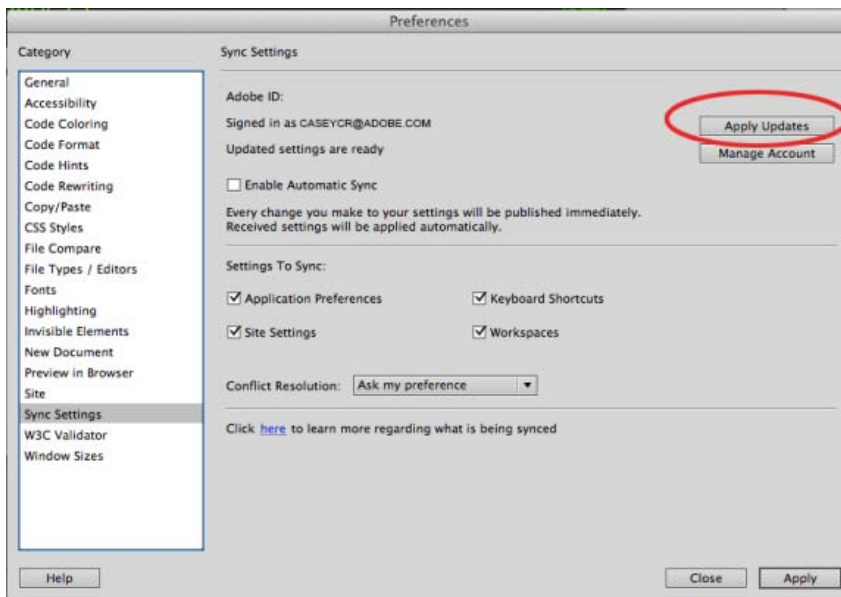 Preferences
Category
General
Accessibility
Code Coloring
Code Format
Code Hints
Code Rewriting
Copy/Paste
CSS Styles
File Compare
File Types / Editors
Fonts
Highlighting
Invisible Elements
New Document
Preview in Browser
Site
Sync Settings
W3C Validator
Window Sizes
Sync Settings
Adobe ID:
Signed in as CASEYCR@ADOBE.COM
Apply Updates
Updated settings are ready
Manage Account
Enable Automatic Sync
Every change you make to your settings will be published immediately.
Received settings will be applied automatically.
Settings To Sync:
Application Preferences
Keyboard Shortcuts
Site Settings
Workspaces
Conflict Resolution: Ask my preference
Click here to learn more regarding what is being synced
Help
Close
Apply